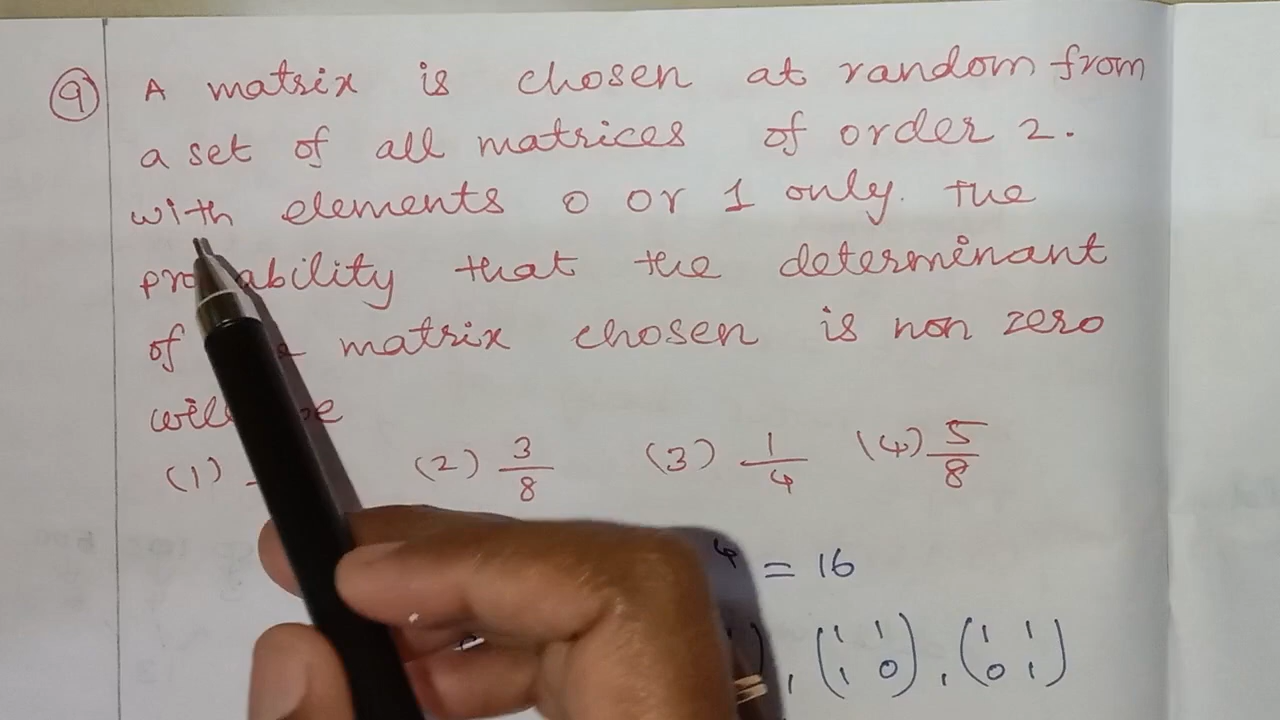 (9) A matrix is chosen at random from
a set of all matrices of order 2.
with elements 0 or 1 only. The
probability that the determinant
of matrix chosen is non zero
will be
(1) (2) 3/8 (3) 1/4 (4) 5/8
4 = 16
, (1 1 1 0) , (1 1 0 1)